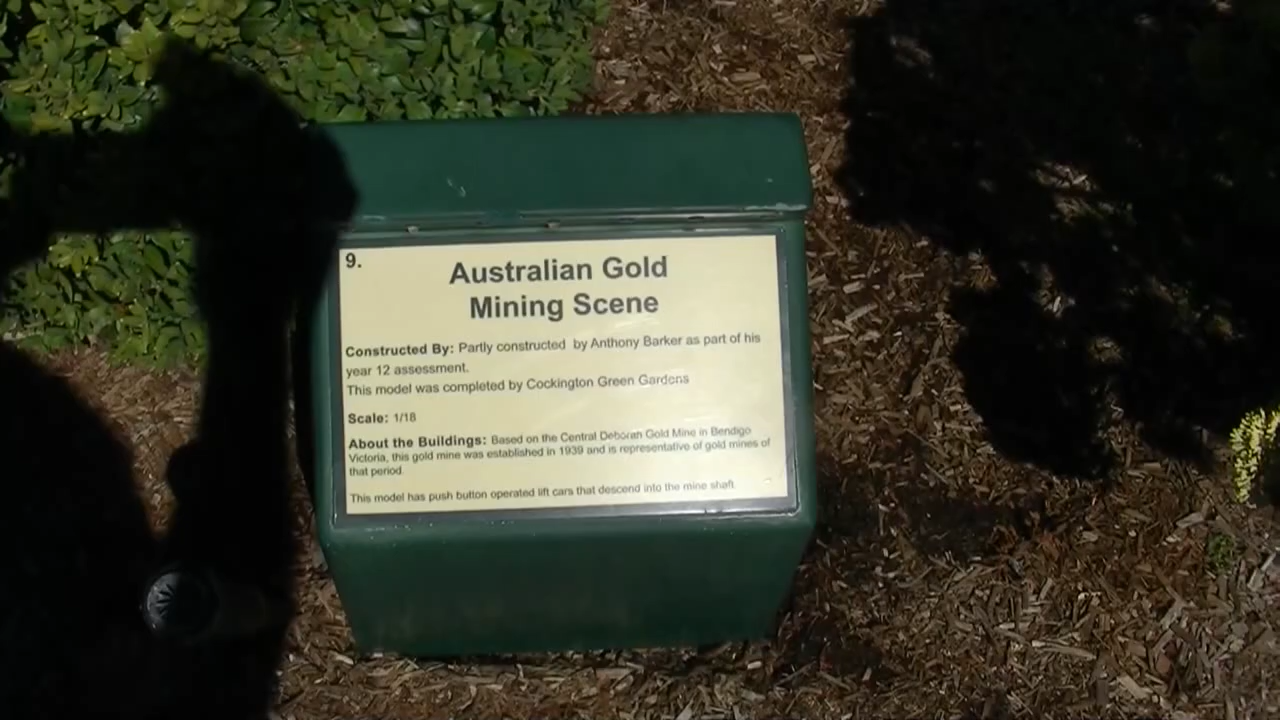 9.
Australian Gold
Mining Scene
Constructed By: Partly constructed by Anthony Barker as part of his
year 12 assessment.
This model was completed by Cockington Green Gardens
Scale: 1/18
About the Buildings: Based on the Central Deborah Gold Mine in Bendigo
Victoria, this gold mine was established in 1939 and is representative of gold mines of
that period.
This model has push button operated lift cars that descend into the mine shaft.